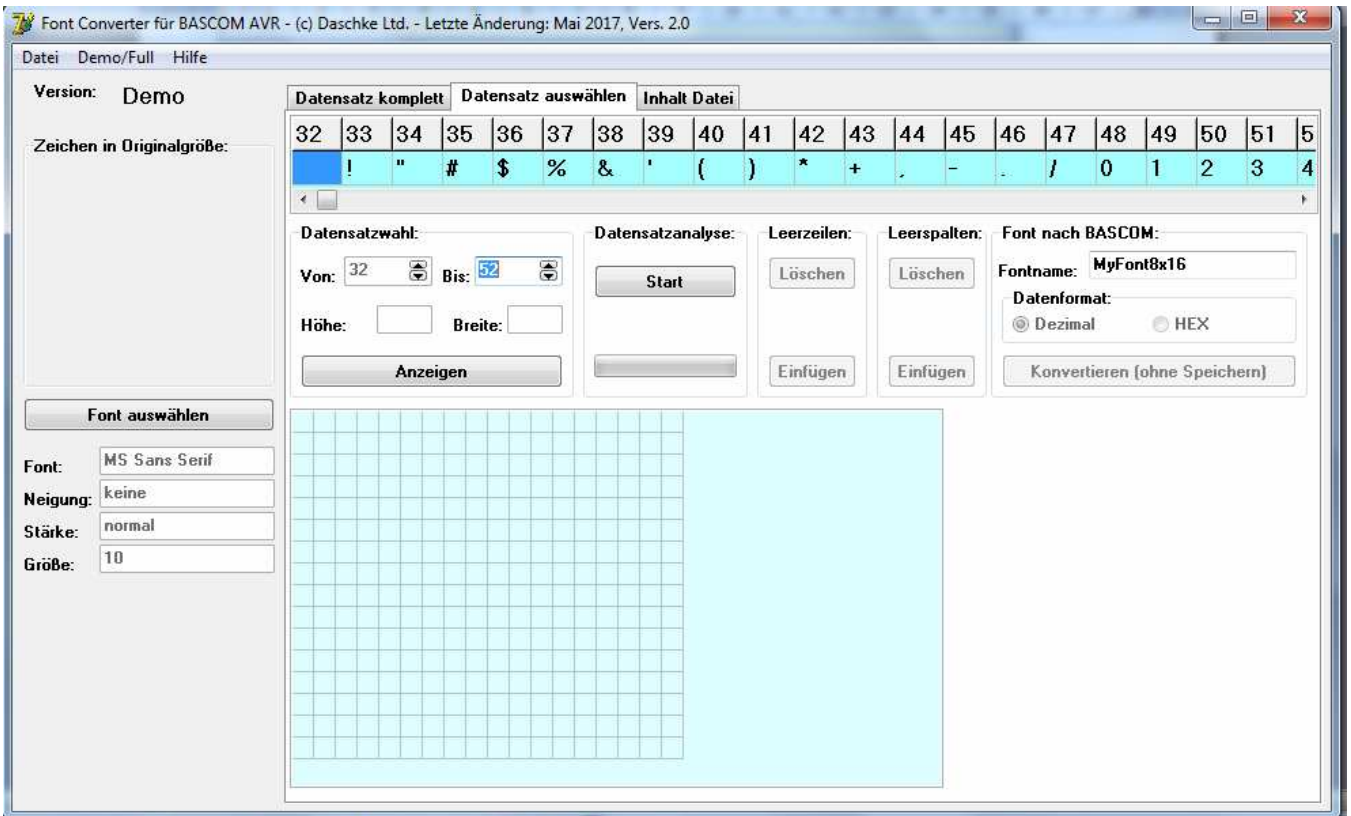 Font Converter für BASCOM AVR - (c) Daschke Ltd. - Letzte Änderung: Mai 2017, Vers. 2.0
Datei Demo/Full Hilfe
Version: Demo
Zeichen in Originalgröße:
Font auswählen
Font: MS Sans Serif
Neigung: keine
Stärke: normal
Größe: 10
Datensatz komplett Datensatz auswählen Inhalt Datei
32 33 34 35 36 37 38 39 40 41 42 43 44 45 46 47 48 49 50 51 5
! " # $ % & ' ( ) * + , - . / 0 1 2 3 4
Datensatzwahl:
Von: 32 Bis: 52
Höhe: Breite:
Anzeigen
Datensatzanalyse:
Start
Leerzeilen:
Löschen
Einfügen
Leerspalten:
Löschen
Einfügen
Font nach BASCOM:
Fontname: MyFont8x16
Datenformat:
Dezimal HEX
Konvertieren (ohne Speichern)